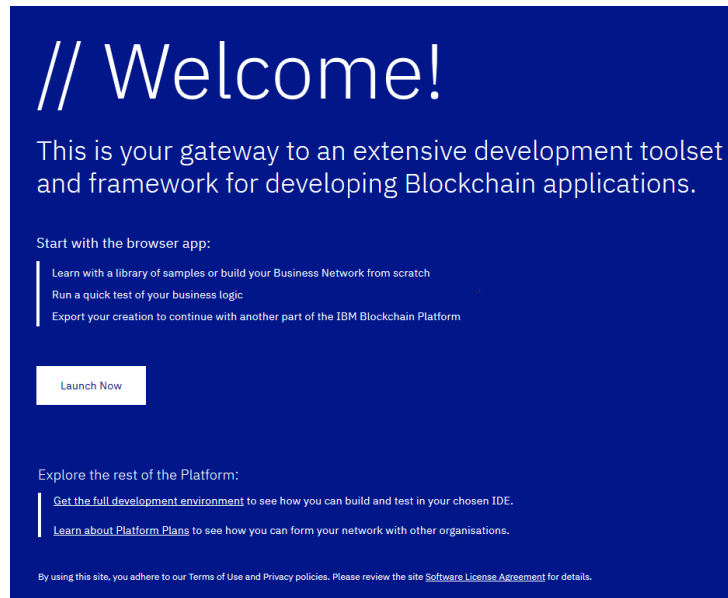 // Welcome!
This is your gateway to an extensive development toolset
and framework for developing Blockchain applications.
Start with the browser app:
Learn with a library of samples or build your Business Network from scratch
Run a quick test of your business logic
Export your creation to continue with another part of the IBM Blockchain Platform
Launch Now
Explore the rest of the Platform:
Get the full development environment to see how you can build and test in your chosen IDE.
Learn about Platform Plans to see how you can form your network with other organisations.
By using this site, you adhere to our Terms of Use and Privacy policies. Please review the site Software License Agreement for details.